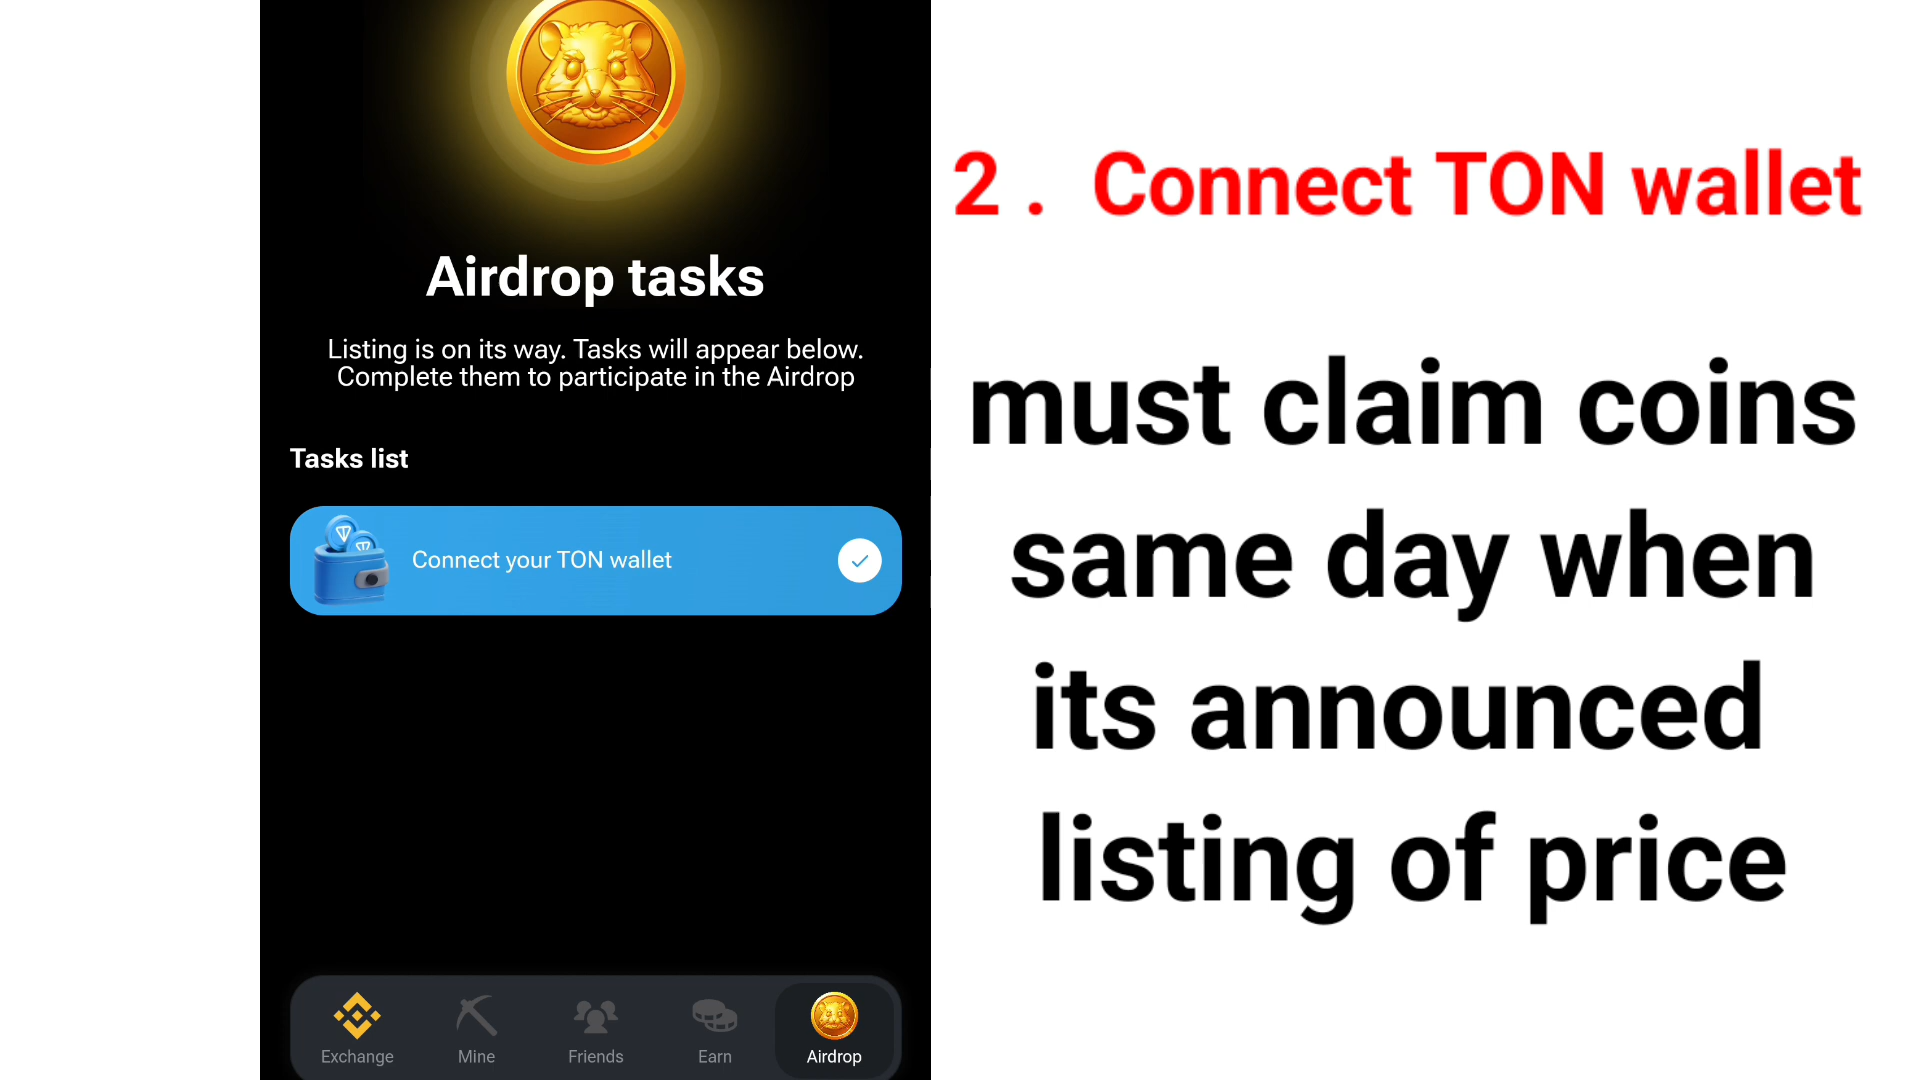 Airdrop tasks
Listing is on its way. Tasks will appear below.
Complete them to participate in the Airdrop
Tasks list
Connect your TON wallet
Exchange
Mine
Friends
Earn
Airdrop
2 . Connect TON wallet
must claim coins
same day when
its announced
listing of price